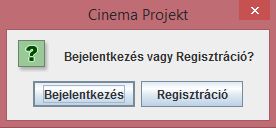 Cinema Projekt
Bejelentkezés vagy Regisztráció?
Bejelentkezés
Regisztráció